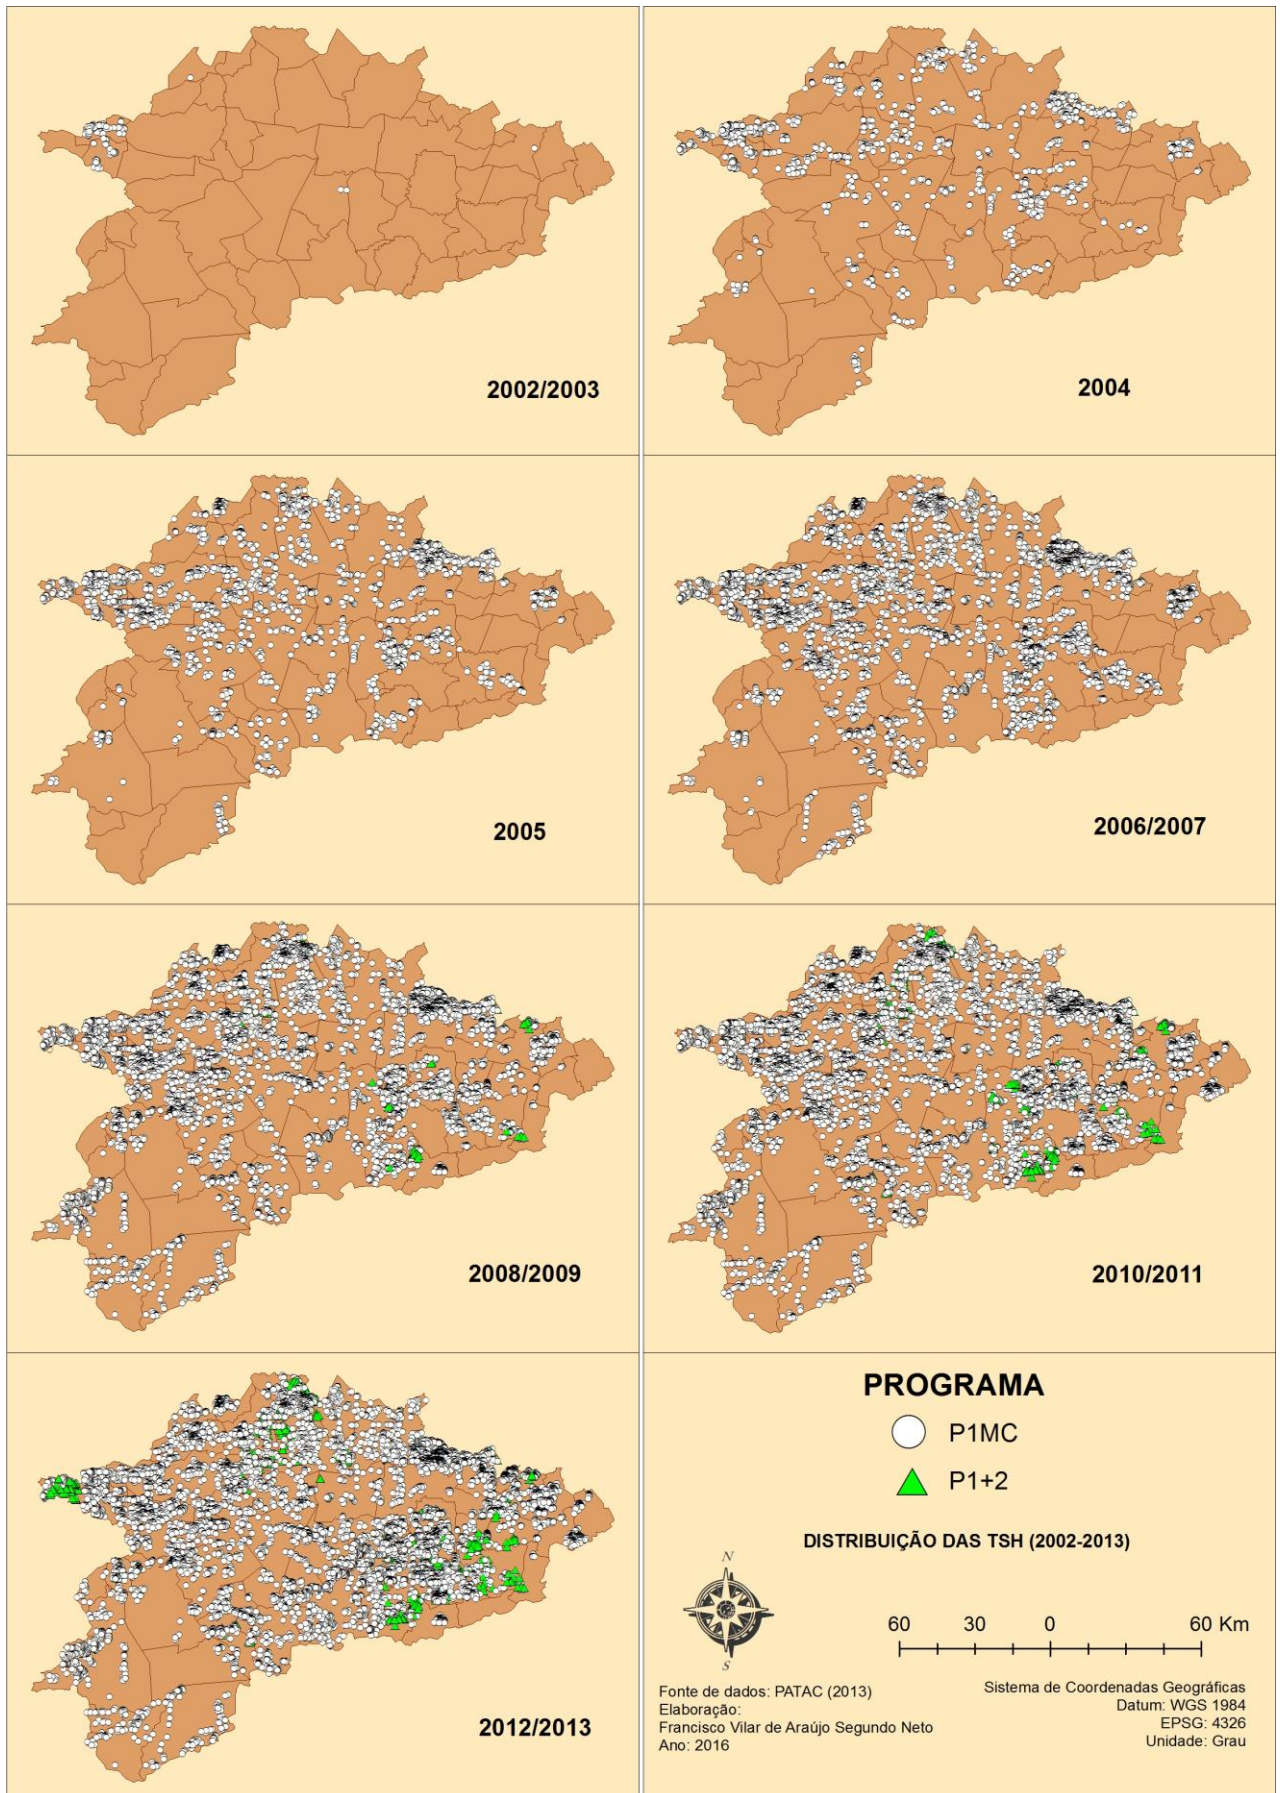 2002/2003
2004
2005
2006/2007
2008/2009
2010/2011
2012/2013
PROGRAMA
P1MC
P1+2
DISTRIBUIÇÃO DAS TSH (2002-2013)
N
S
60 30 0 60 Km
Fonte de dados: PATAC (2013)
Elaboração:
Francisco Vilar de Araújo Segundo Neto
Ano: 2016
Sistema de Coordenadas Geográficas
Datum: WGS 1984
EPSG: 4326
Unidade: Grau